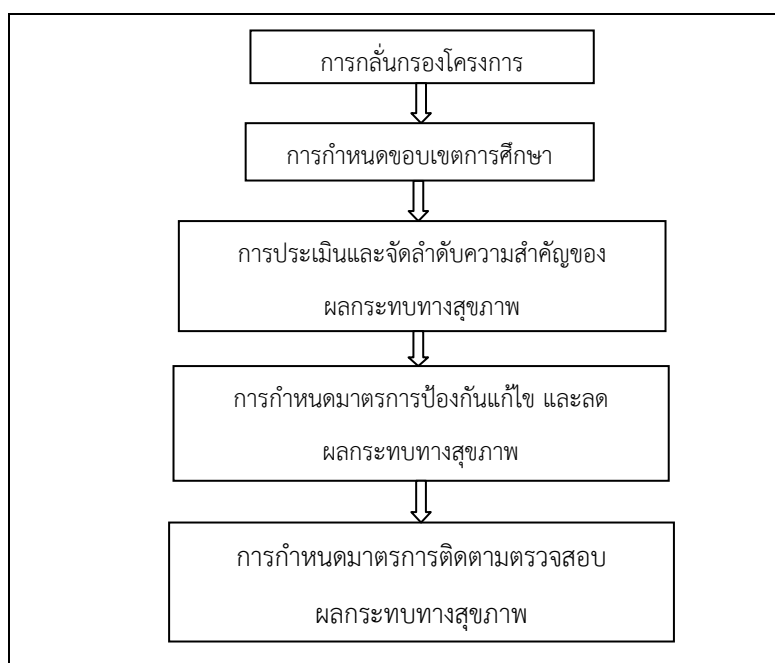 การกลั่นกรองโครงการ
การกำหนดขอบเขตการศึกษา
การประเมินและจัดลำดับความสำคัญของ
ผลกระทบทางสุขภาพ
การกำหนดมาตรการป้องกันแก้ไข และลด
ผลกระทบทางสุขภาพ
การกำหนดมาตรการติดตามตรวจสอบ
ผลกระทบทางสุขภาพ